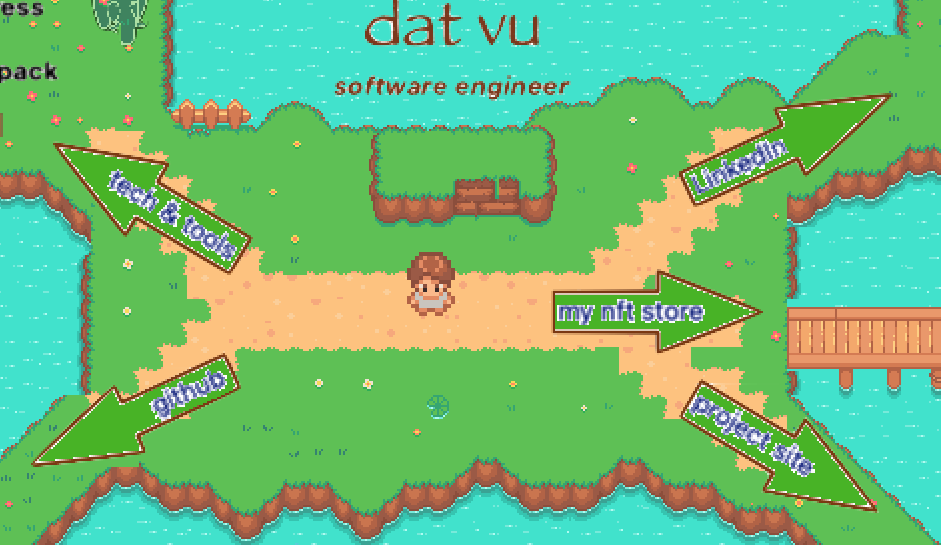 ess
dat vu
pack
software engineer
tech & tools
LinkedIn
my nft store
github
project site